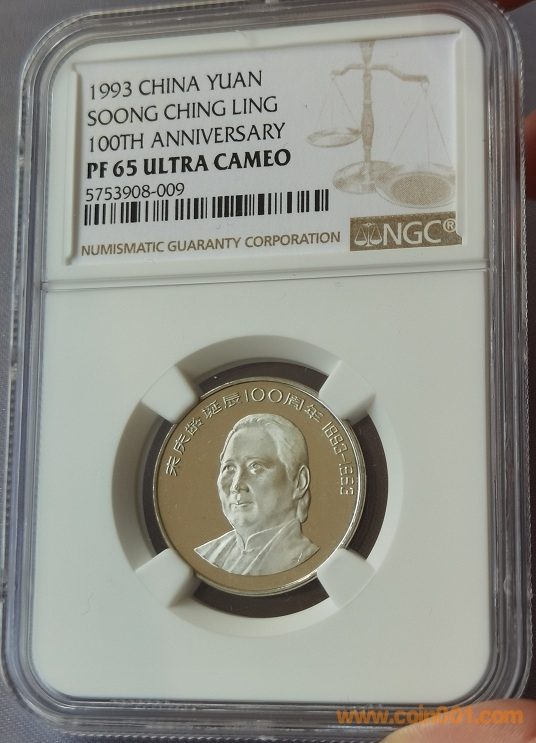 1993 CHINA YUAN
SOONG CHING LING
100TH ANNIVERSARY
PF 65 ULTRA CAMEO
5753908-009
NUMISMATIC GUARANTY CORPORATION
NGC®
宋庆龄诞辰100周年 1893-1993
www.coin001.com